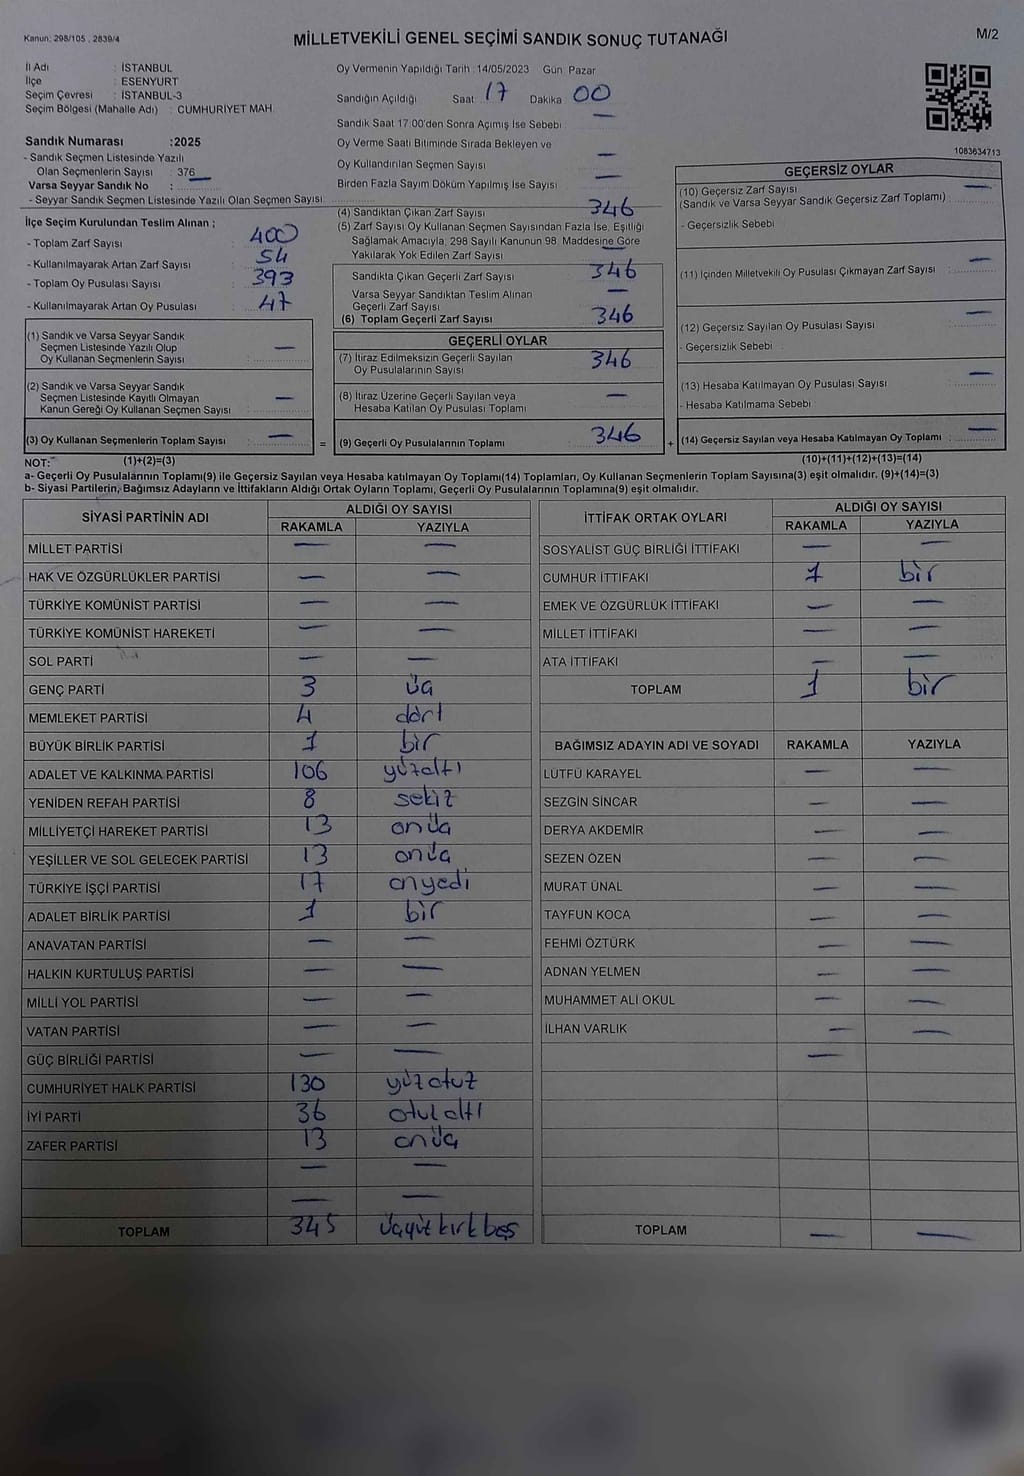 Kanun: 298/105 , 2839/4
MİLLETVEKİLİ GENEL SEÇİMİ SANDIK SONUÇ TUTANAĞI
M/2
İl Adı : İSTANBUL
İlçe : ESENYURT
Seçim Çevresi : İSTANBUL-3
Seçim Bölgesi (Mahalle Adı) : CUMHURİYET MAH.
Sandık Numarası :2025
- Sandık Seçmen Listesinde Yazılı
Olan Seçmenlerin Sayısı : 376
Varsa Seyyar Sandık No : —
- Seyyar Sandık Seçmen Listesinde Yazılı Olan Seçmen Sayısı
Oy Vermenin Yapıldığı Tarih :14/05/2023 Gün: Pazar
Sandığın Açıldığı Saat : 17 Dakika : 00
Sandık Saat 17.00'den Sonra Açımış İse Sebebi —
Oy Verme Saati Bitiminde Sırada Bekleyen ve
Oy Kullandırılan Seçmen Sayısı —
Birden Fazla Sayım Döküm Yapılmış İse Sayısı —
1083634713
İlçe Seçim Kurulundan Teslim Alınan ;
- Toplam Zarf Sayısı : 400
- Kullanılmayarak Artan Zarf Sayısı : 54
- Toplam Oy Pusulası Sayısı : 393
- Kullanılmayarak Artan Oy Pusulası : 47
(1) Sandık ve Varsa Seyyar Sandık
Seçmen Listesinde Yazılı Olup
Oy Kullanan Seçmenlerin Sayısı : —
(2) Sandık ve Varsa Seyyar Sandık
Seçmen Listesinde Kayıtlı Olmayan
Kanun Gereği Oy Kullanan Seçmen Sayısı : —
(3) Oy Kullanan Seçmenlerin Toplam Sayısı : — =
(4) Sandıktan Çıkan Zarf Sayısı 346
(5) Zarf Sayısı Oy Kullanan Seçmen Sayısından Fazla İse, Eşitliği
Sağlamak Amacıyla, 298 Sayılı Kanunun 98. Maddesine Göre
Yakılarak Yok Edilen Zarf Sayısı —
Sandıkta Çıkan Geçerli Zarf Sayısı 346
Varsa Seyyar Sandıktan Teslim Alınan
Geçerli Zarf Sayısı —
(6) Toplam Geçerli Zarf Sayısı 346
GEÇERLİ OYLAR
(7) İtiraz Edilmeksizin Geçerli Sayılan
Oy Pusulalarının Sayısı 346
(8) İtiraz Üzerine Geçerli Sayılan veya
Hesaba Katılan Oy Pusulası Toplamı —
(9) Geçerli Oy Pusulalarının Toplamı 346 +
GEÇERSİZ OYLAR
(10) Geçersiz Zarf Sayısı —
(Sandık ve Varsa Seyyar Sandık Geçersiz Zarf Toplamı) :
- Geçersizlik Sebebi
(11) İçinden Milletvekili Oy Pusulası Çıkmayan Zarf Sayısı : —
(12) Geçersiz Sayılan Oy Pusulası Sayısı : —
- Geçersizlik Sebebi :
(13) Hesaba Katılmayan Oy Pusulası Sayısı : —
- Hesaba Katılmama Sebebi
(14) Geçersiz Sayılan veya Hesaba Katılmayan Oy Toplamı : —
NOT: (1)+(2)=(3) (10)+(11)+(12)+(13)=(14)
a- Geçerli Oy Pusulalarının Toplamı(9) ile Geçersiz Sayılan veya Hesaba katılmayan Oy Toplamı(14) Toplamları, Oy Kullanan Seçmenlerin Toplam Sayısına(3) eşit olmalıdır. (9)+(14)=(3)
b- Siyasi Partilerin, Bağımsız Adayların ve İttifakların Aldığı Ortak Oyların Toplamı, Geçerli Oy Pusulalarının Toplamına(9) eşit olmalıdır.
SİYASİ PARTİNİN ADI ALDIĞI OY SAYISI
RAKAMLA YAZIYLA
MİLLET PARTİSİ — —
HAK VE ÖZGÜRLÜKLER PARTİSİ — —
TÜRKİYE KOMÜNİST PARTİSİ — —
TÜRKİYE KOMÜNİST HAREKETİ — —
SOL PARTİ — —
GENÇ PARTİ 3 üç
MEMLEKET PARTİSİ 4 dört
BÜYÜK BİRLİK PARTİSİ 1 bir
ADALET VE KALKINMA PARTİSİ 106 yüzaltı
YENİDEN REFAH PARTİSİ 8 sekiz
MİLLİYETÇİ HAREKET PARTİSİ 13 onüç
YEŞİLLER VE SOL GELECEK PARTİSİ 13 onüç
TÜRKİYE İŞÇİ PARTİSİ 17 onyedi
ADALET BİRLİK PARTİSİ 1 bir
ANAVATAN PARTİSİ — —
HALKIN KURTULUŞ PARTİSİ — —
MİLLİ YOL PARTİSİ — —
VATAN PARTİSİ — —
GÜÇ BİRLİĞİ PARTİSİ — —
CUMHURİYET HALK PARTİSİ 130 yüzotuz
İYİ PARTİ 36 otuzaltı
ZAFER PARTİSİ 13 onüç
— —
— —
TOPLAM 345 üçyüzkırkbeş
İTTİFAK ORTAK OYLARI ALDIĞI OY SAYISI
RAKAMLA YAZIYLA
SOSYALİST GÜÇ BİRLİĞİ İTTİFAKI — —
CUMHUR İTTİFAKI 1 bir
EMEK VE ÖZGÜRLÜK İTTİFAKI — —
MİLLET İTTİFAKI — —
ATA İTTİFAKI — —
TOPLAM 1 bir
BAĞIMSIZ ADAYIN ADI VE SOYADI RAKAMLA YAZIYLA
LÜTFÜ KARAYEL — —
SEZGİN SİNCAR — —
DERYA AKDEMİR — —
SEZEN ÖZEN — —
MURAT ÜNAL — —
TAYFUN KOCA — —
FEHMİ ÖZTÜRK — —
ADNAN YELMEN — —
MUHAMMET ALİ OKUL — —
İLHAN VARLIK — —
—
TOPLAM — —